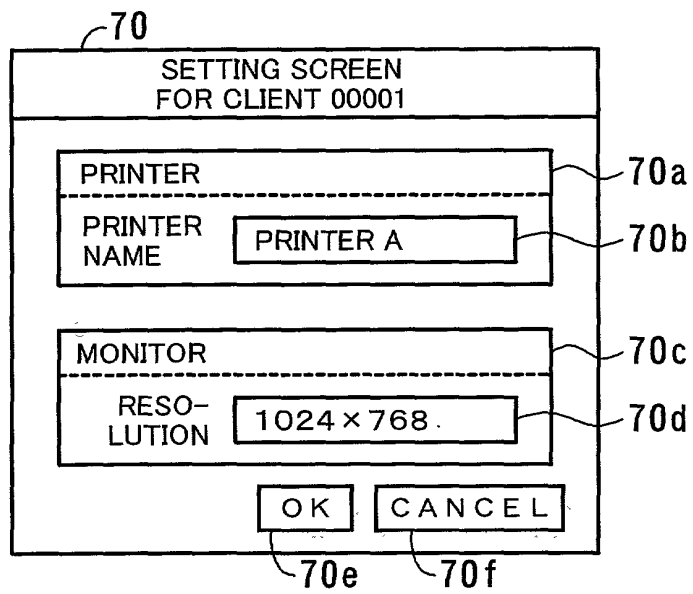 70
SETTING SCREEN
FOR CLIENT 00001
PRINTER
70a
PRINTER
NAME
PRINTER A
70b
MONITOR
70c
RESO-
LUTION
1024×768
70d
OK
CANCEL
70e
70f